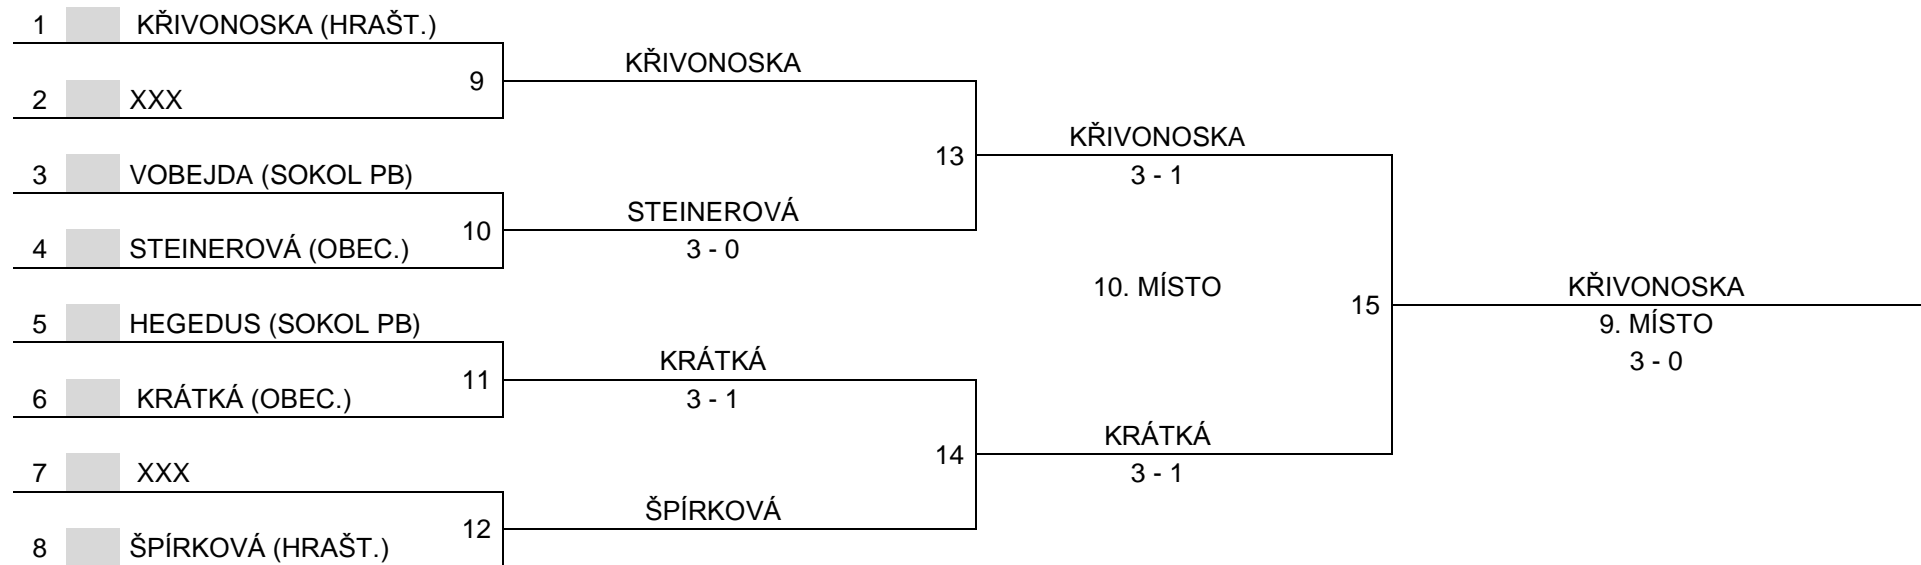 1 KŘIVONOSKA (HRAŠT.)
KŘIVONOSKA
9
2 XXX
KŘIVONOSKA
13
3 - 1
3 VOBEJDA (SOKOL PB)
STEINEROVÁ
10
3 - 0
4 STEINEROVÁ (OBEC.)
10. MÍSTO
KŘIVONOSKA
15
9. MÍSTO
3 - 0
5 HEGEDUS (SOKOL PB)
KRÁTKÁ
11
3 - 1
6 KRÁTKÁ (OBEC.)
KRÁTKÁ
14
3 - 1
7 XXX
ŠPÍRKOVÁ
12
8 ŠPÍRKOVÁ (HRAŠT.)